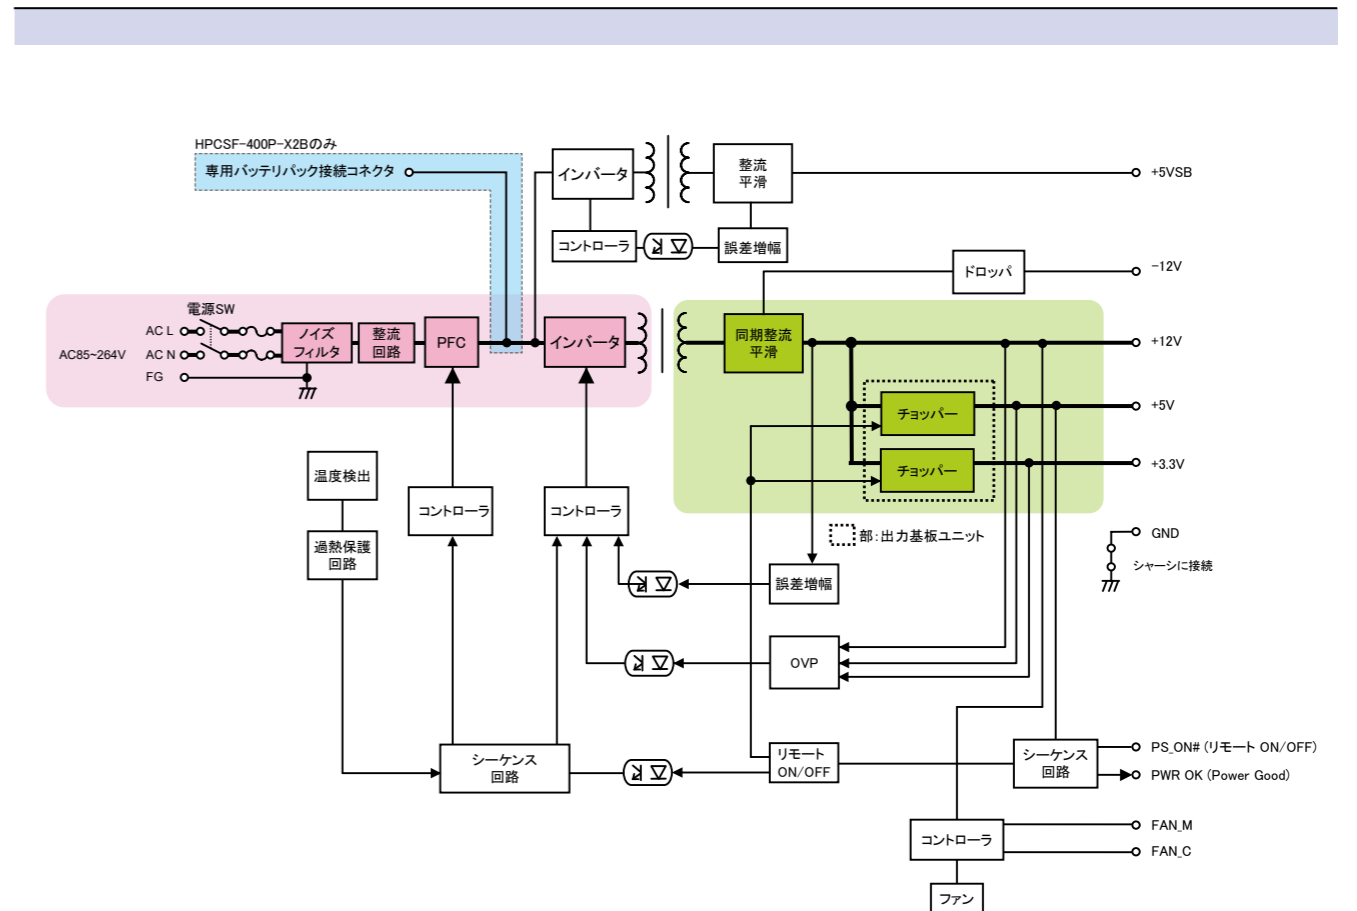 HPCSF-400P-X2Bのみ
専用バッテリパック接続コネクタ
インバータ
整流
平滑
+5VSB
コントローラ
誤差増幅
ドロッパ
-12V
電源SW
AC L
AC N
FG
AC85~264V
ノイズ
フィルタ
整流
回路
PFC
インバータ
同期整流
平滑
+12V
チョッパー
+5V
チョッパー
+3.3V
温度検出
コントローラ
コントローラ
部:出力基板ユニット
GND
シャーシに接続
過熱保護
回路
誤差増幅
OVP
シーケンス
回路
リモート
ON/OFF
シーケンス
回路
PS_ON# (リモート ON/OFF)
PWR OK (Power Good)
コントローラ
FAN_M
FAN_C
ファン